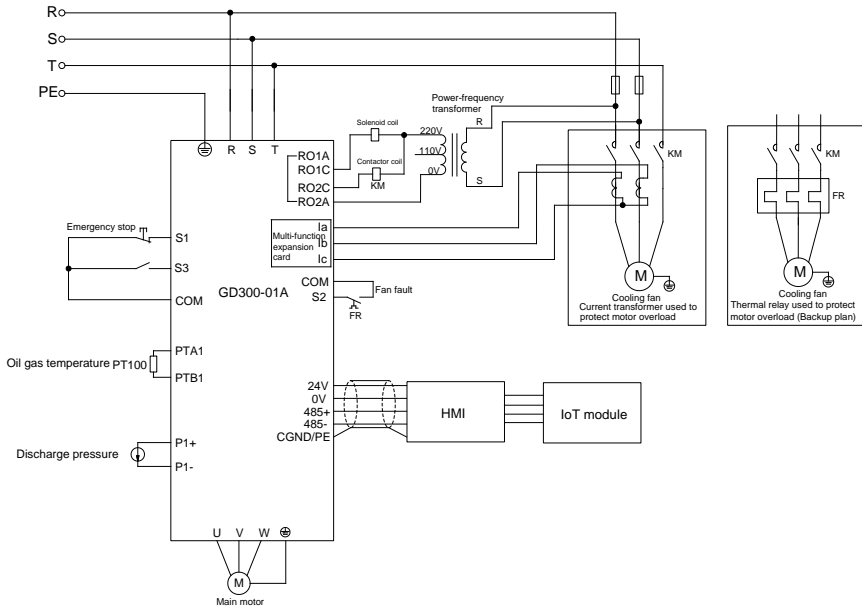 R
S
T
PE
Power-frequency
transformer
Solenoid coil
220V
R
R S T
RO1A
RO1C
110V
KM
KM
Contactor coil
RO2C
KM
0V
S
RO2A
FR
Emergency stop
S1
Ia
Multi-function
expansion
card
Ib
Ic
S3
M
M
COM
GD300-01A
COM
Fan fault
S2
FR
Cooling fan
Current transformer used to
protect motor overload
Cooling fan
Thermal relay used to protect
motor overload (Backup plan)
Oil gas temperature
PT100
PTA1
PTB1
24V
0V
485+
485-
CGND/PE
HMI
IoT module
Discharge pressure
P1+
P1-
U V W
M
Main motor